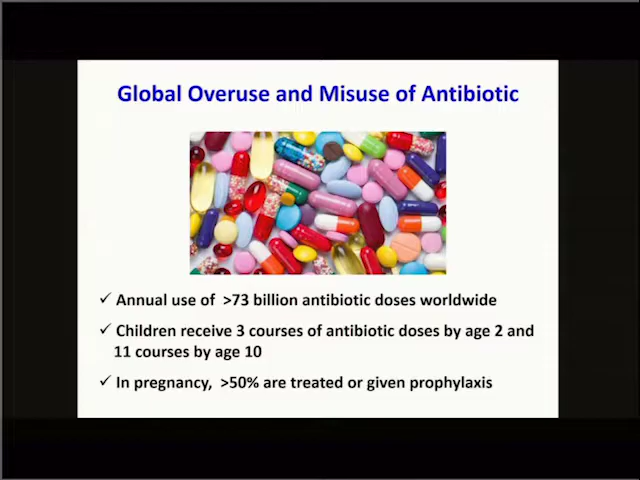 Global Overuse and Misuse of Antibiotic
✓ Annual use of >73 billion antibiotic doses worldwide
✓ Children receive 3 courses of antibiotic doses by age 2 and
11 courses by age 10
✓ In pregnancy, >50% are treated or given prophylaxis